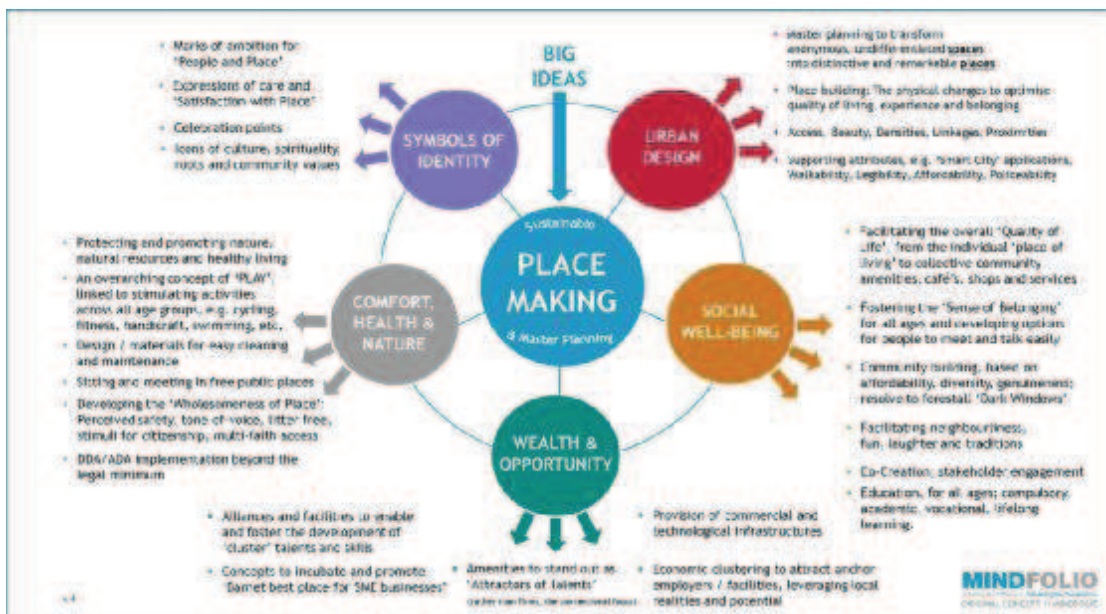 Marks of ambition for
'People and Place'
Expressions of care and
'Satisfaction with Place'
Celebration points
Icons of culture, spirituality,
roots and community values
BIG
IDEAS
Master planning to transform
anonymous, undifferentiated spaces
into distinctive and remarkable places
Place building: The physical changes to optimise
quality of living, experience and belonging
Access, Beauty, Densities, Linkages, Proximities
Supporting attributes, e.g. 'Smart City' applications,
Walkability, Legibility, Affordability, Policeability
SYMBOLS OF
IDENTITY
URBAN
DESIGN
Sustainable
PLACE
MAKING
& Master Planning
Protecting and promoting nature,
natural resources and healthy living
An overarching concept of 'PLAY',
linked to stimulating activities
across all age groups, e.g. cycling,
fitness, handcraft, swimming, etc.
Design / materials for easy cleaning
and maintenance
Sitting and meeting in free public places
Developing the 'Wholesomeness of Place':
Perceived safety, tone-of-voice, litter free,
stimuli for citizenship, multi-faith access
DDA/ADA implementation beyond the
legal minimum
COMFORT,
HEALTH &
NATURE
SOCIAL
WELL-BEING
Facilitating the overall 'Quality of
Life', from the individual 'place of
living' to collective community
amenities, café's, shops and services
Fostering the 'Sense of Belonging'
for all ages and developing options
for people to meet and talk easily
Community building, based on
affordability, diversity, genuineness;
resolve to forestall 'Dark Windows'
Facilitating neighbourliness,
fun, laughter and traditions
Co-Creation; stakeholder engagement
Education, for all ages; compulsory,
academic, vocational, lifelong
learning.
WEALTH &
OPPORTUNITY
Alliances and facilities to enable
and foster the development of
'cluster' talents and skills
Concepts to incubate and promote
'Barnet best place for SME businesses'
Amenities to stand out as
'Attractors of Talents'
Provision of commercial and
technological infrastructures
Economic clustering to attract anchor
employers / facilities, leveraging local
realities and potential
MINDFOLIO